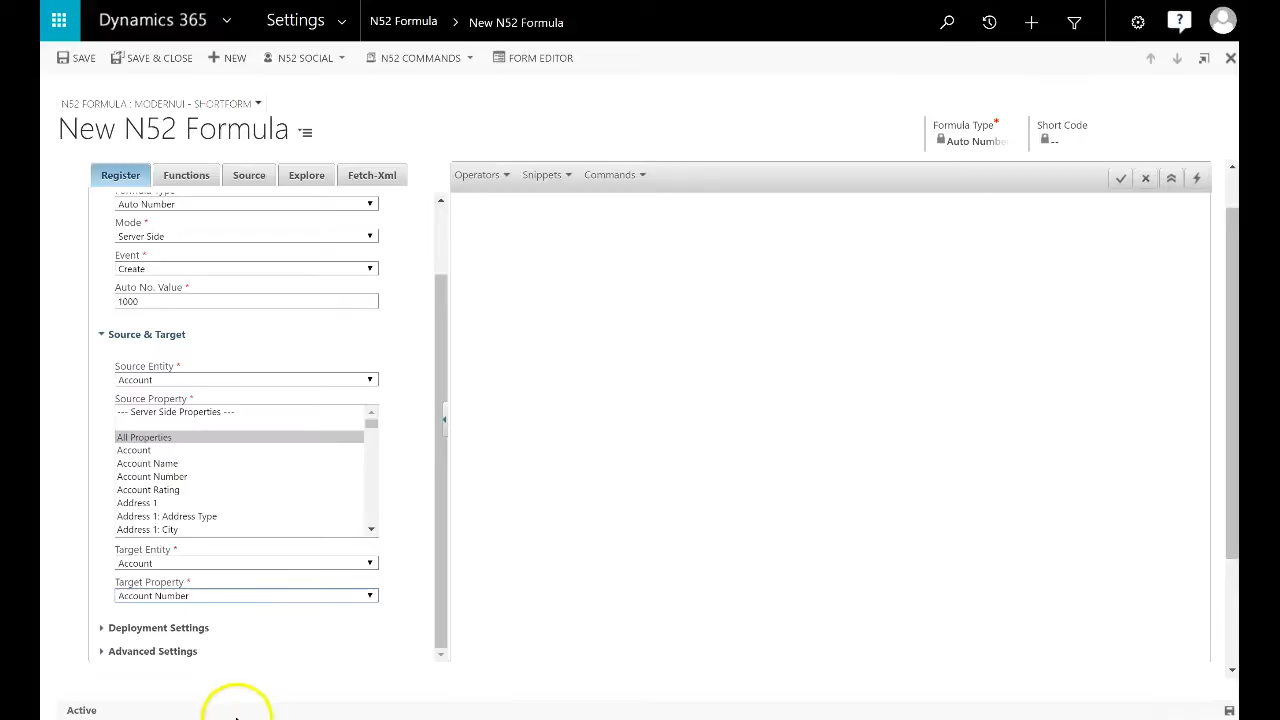 Dynamics 365
Settings
N52 Formula > New N52 Formula
?
SAVE
SAVE & CLOSE
NEW
N52 SOCIAL
N52 COMMANDS
FORM EDITOR
N52 FORMULA : MODERNUI - SHORTFORM
New N52 Formula
Formula Type*
Auto Numbe
Short Code
--
Register
Functions
Source
Explore
Fetch-Xml
Operators
Snippets
Commands
Formula Type *
Auto Number
Mode *
Server Side
Event *
Create
Auto No. Value *
1000
Source & Target
Source Entity *
Account
Source Property *
--- Server Side Properties ---
All Properties
Account
Account Name
Account Number
Account Rating
Address 1
Address 1: Address Type
Address 1: City
Target Entity *
Account
Target Property *
Account Number
Deployment Settings
Advanced Settings
Active